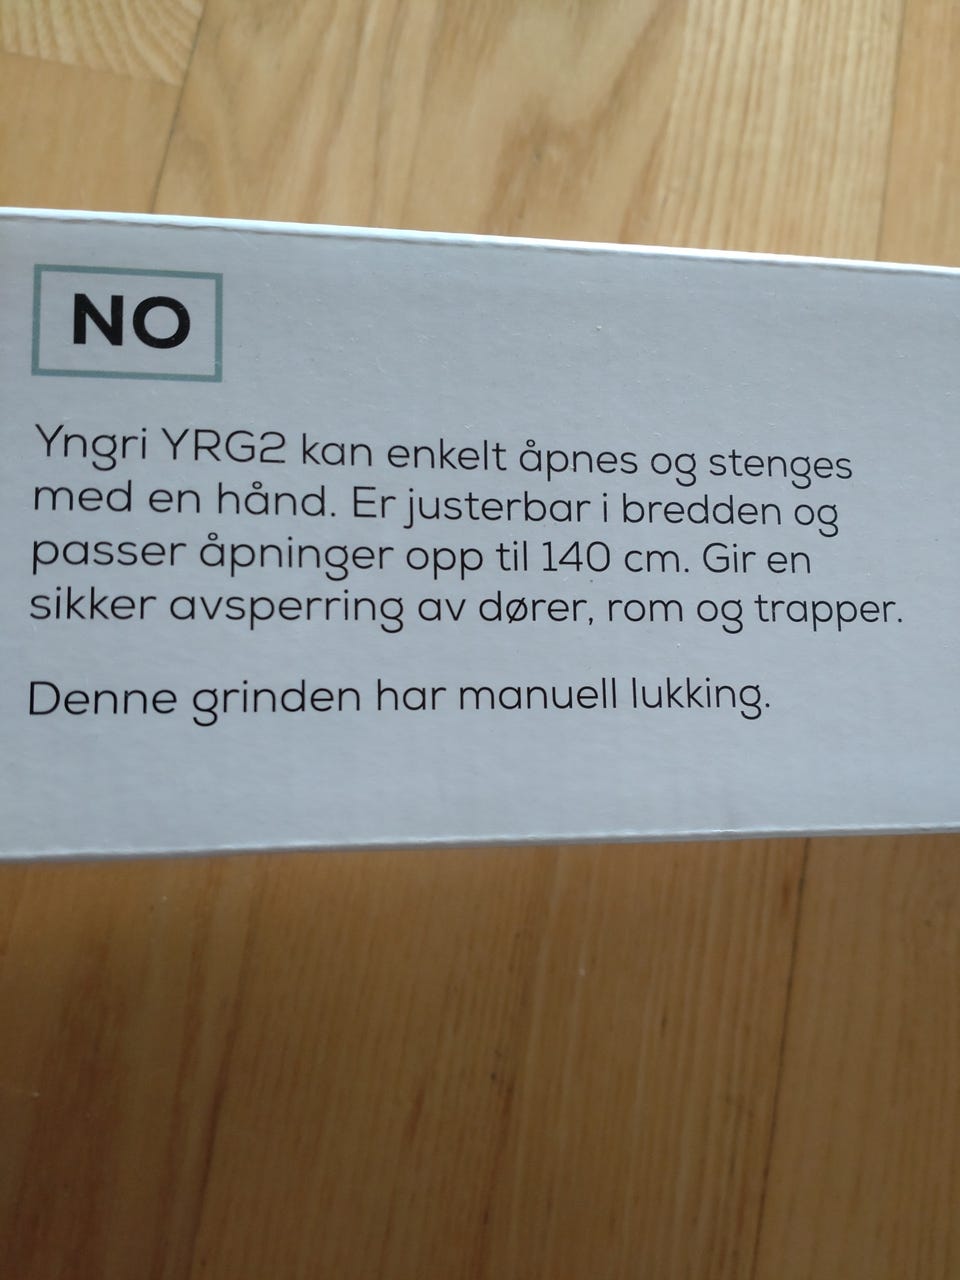 NO
Yngri YRG2 kan enkelt åpnes og stenges
med en hånd. Er justerbar i bredden og
passer åpninger opp til 140 cm. Gir en
sikker avsperring av dører, rom og trapper.
Denne grinden har manuell lukking.